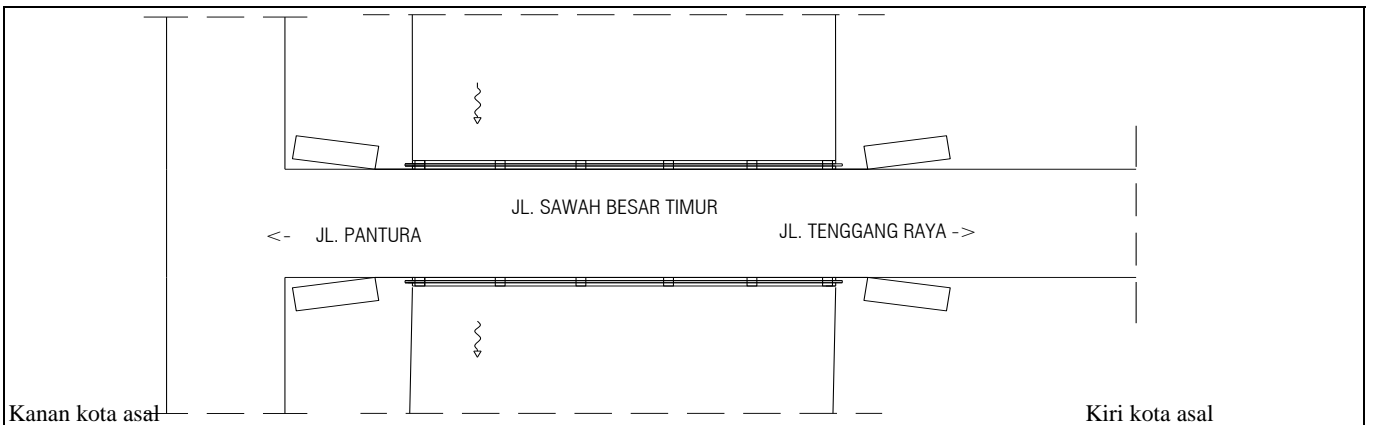 JL. SAWAH BESAR TIMUR
<- JL. PANTURA
JL. TENGGANG RAYA ->
Kanan kota asal
Kiri kota asal